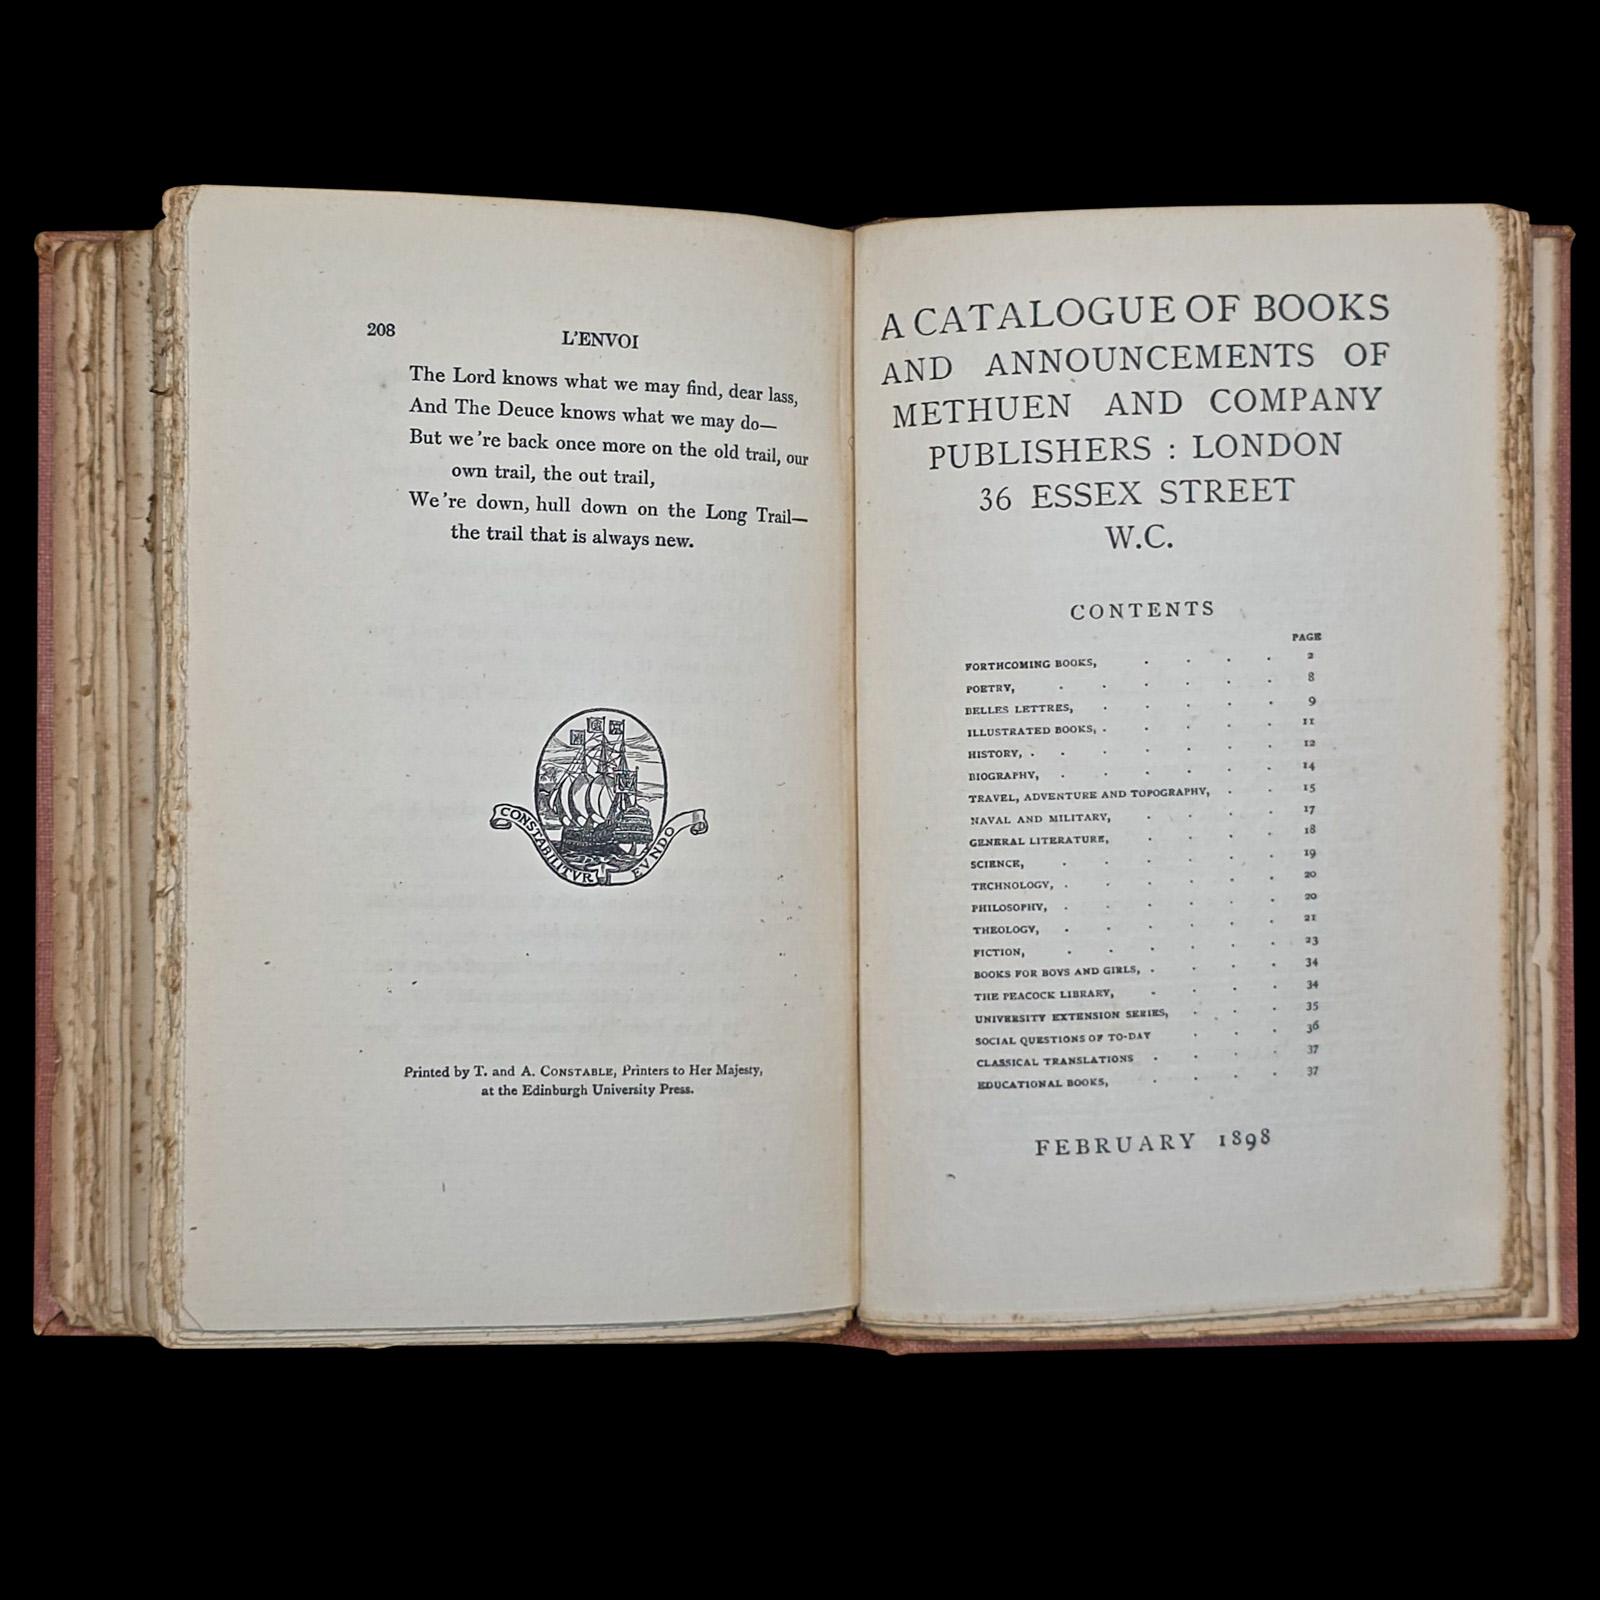 208
L'ENVOI
The Lord knows what we may find, dear lass,
And The Deuce knows what we may do—
But we're back once more on the old trail, our
own trail, the out trail,
We're down, hull down on the Long Trail—
the trail that is always new.
CONSTABILITVR EVNDO
Printed by T. and A. CONSTABLE, Printers to Her Majesty,
at the Edinburgh University Press.
A CATALOGUE OF BOOKS
AND ANNOUNCEMENTS OF
METHUEN AND COMPANY
PUBLISHERS : LONDON
36 ESSEX STREET
W.C.
CONTENTS
PAGE
FORTHCOMING BOOKS, . . . . 2
POETRY, . . . . . . 8
BELLES LETTRES, . . . . . 9
ILLUSTRATED BOOKS, . . . . . 11
HISTORY, . . . . . . 12
BIOGRAPHY, . . . . . . 14
TRAVEL, ADVENTURE AND TOPOGRAPHY, . . 15
NAVAL AND MILITARY, . . . . 17
GENERAL LITERATURE, . . . . 18
SCIENCE, . . . . . . 19
TECHNOLOGY, . . . . . . 20
PHILOSOPHY, . . . . . . 20
THEOLOGY, . . . . . . 21
FICTION, . . . . . . 23
BOOKS FOR BOYS AND GIRLS, . . . . 34
THE PEACOCK LIBRARY, . . . . 34
UNIVERSITY EXTENSION SERIES, . . . 35
SOCIAL QUESTIONS OF TO-DAY . . . 36
CLASSICAL TRANSLATIONS . . . . 37
EDUCATIONAL BOOKS, . . . . 37
FEBRUARY 1898